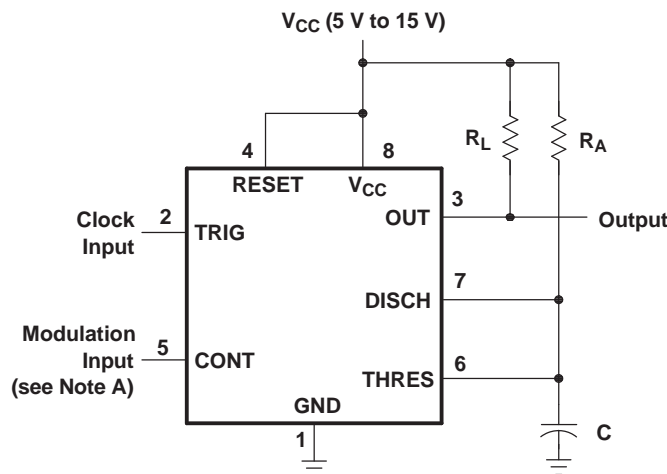 VCC (5 V to 15 V)
RL
RA
4
8
RESET
VCC
3
2
OUT
Output
Clock
Input
TRIG
7
DISCH
Modulation
Input
(see Note A)
5
CONT
6
THRES
GND
1
C